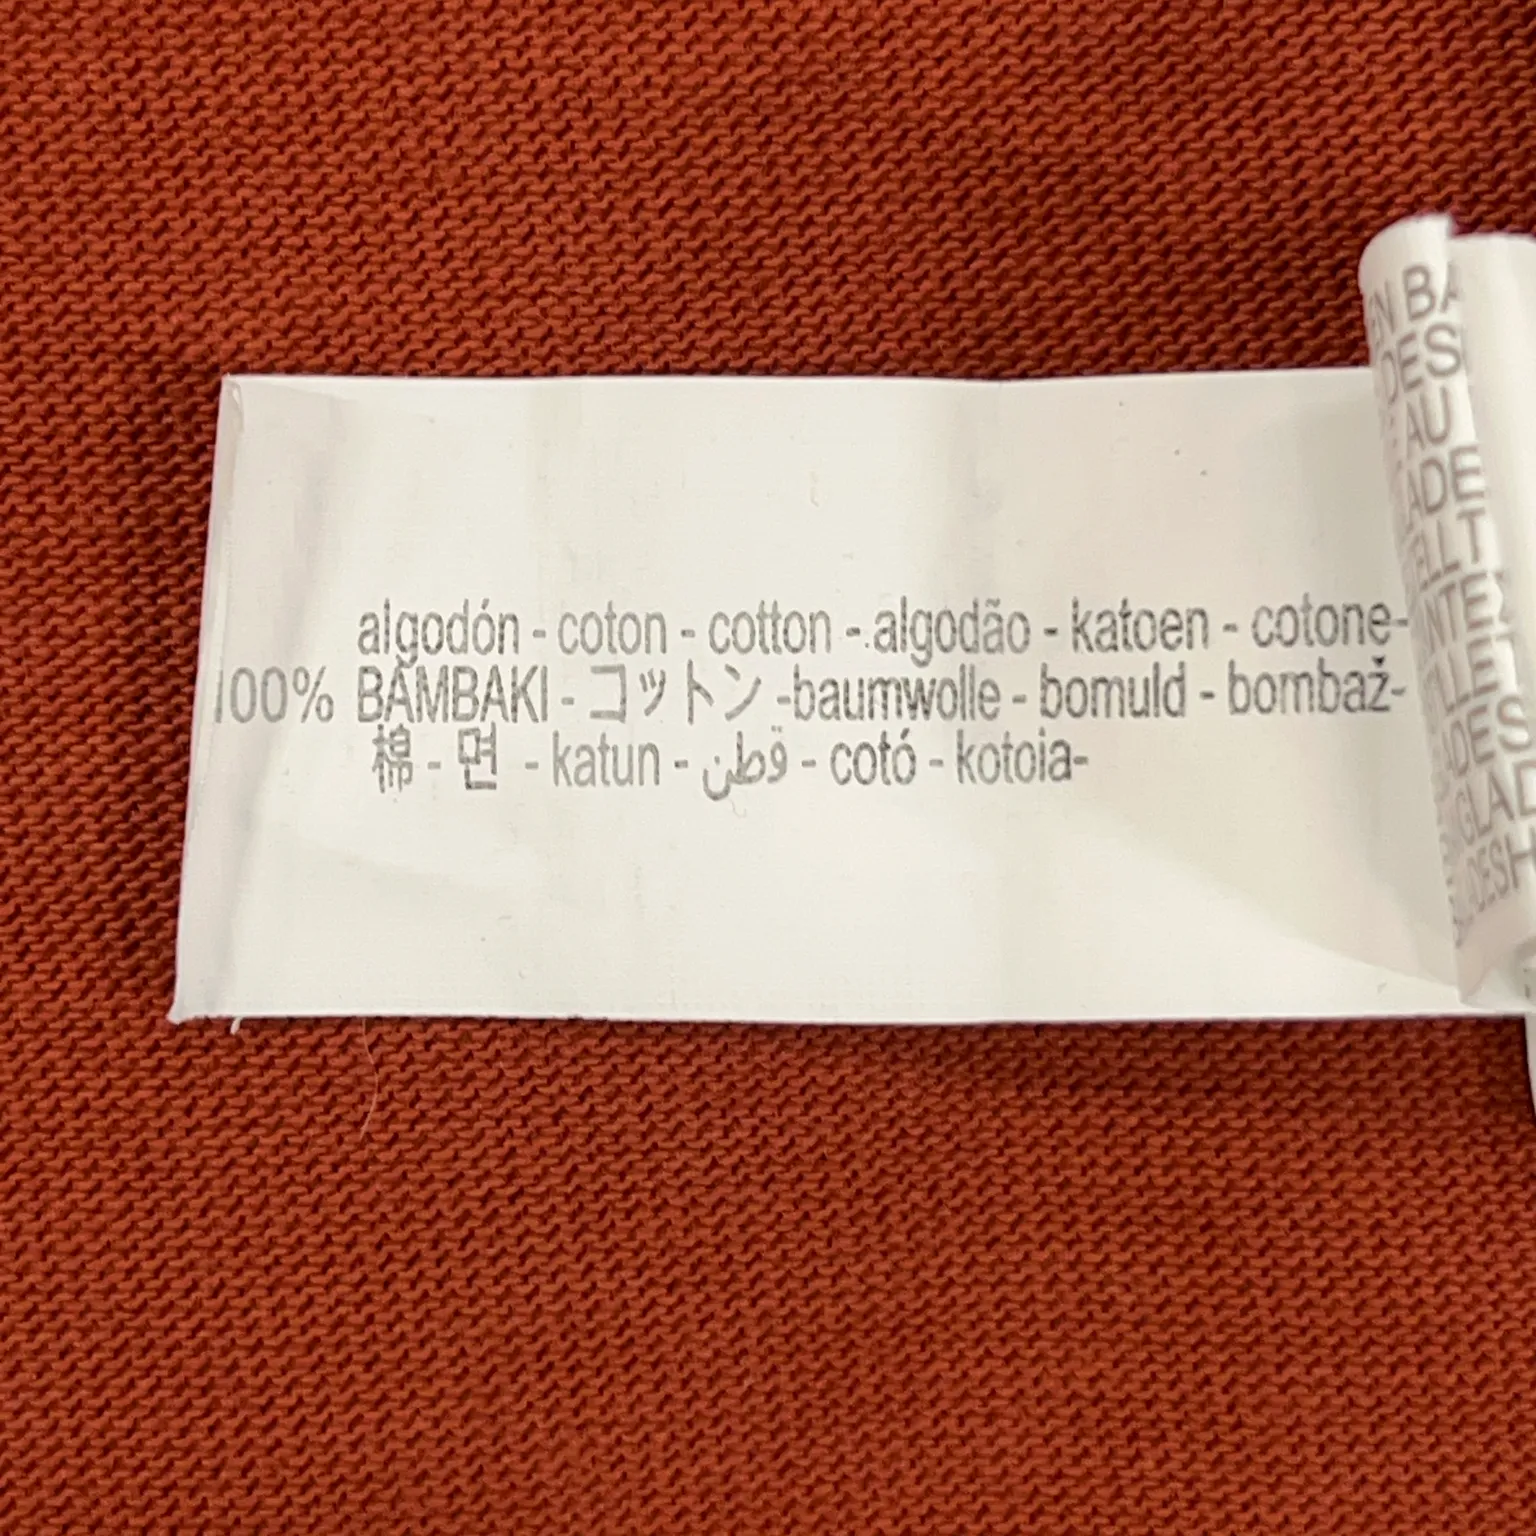 algodón - coton - cotton - algodão - katoen - cotone-
100% BAMBAKI - コットン -baumwolle - bomuld - bombaž-
棉 - 면 - katun - قطن - cotó - kotoia-